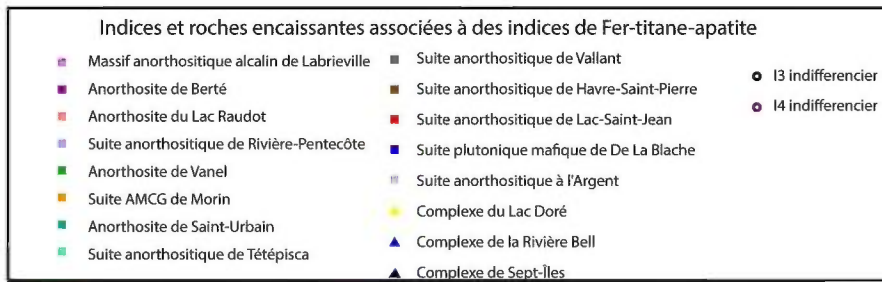 Indices et roches encaissantes associées à des indices de Fer-titane-apatite
Massif anorthositique alcalin de Labrieville
Anorthosite de Berté
Anorthosite du Lac Raudot
Suite anorthositique de Rivière-Pentecôte
Anorthosite de Vanel
Suite AMCG de Morin
Anorthosite de Saint-Urbain
Suite anorthositique de Tétépisca
Suite anorthositique de Vallant
Suite anorthositique de Havre-Saint-Pierre
Suite anorthositique de Lac-Saint-Jean
Suite plutonique mafique de De La Blache
Suite anorthositique à l'Argent
Complexe du Lac Doré
Complexe de la Rivière Bell
Complexe de Sept-Îles
I3 indifferencier
I4 indifferencier